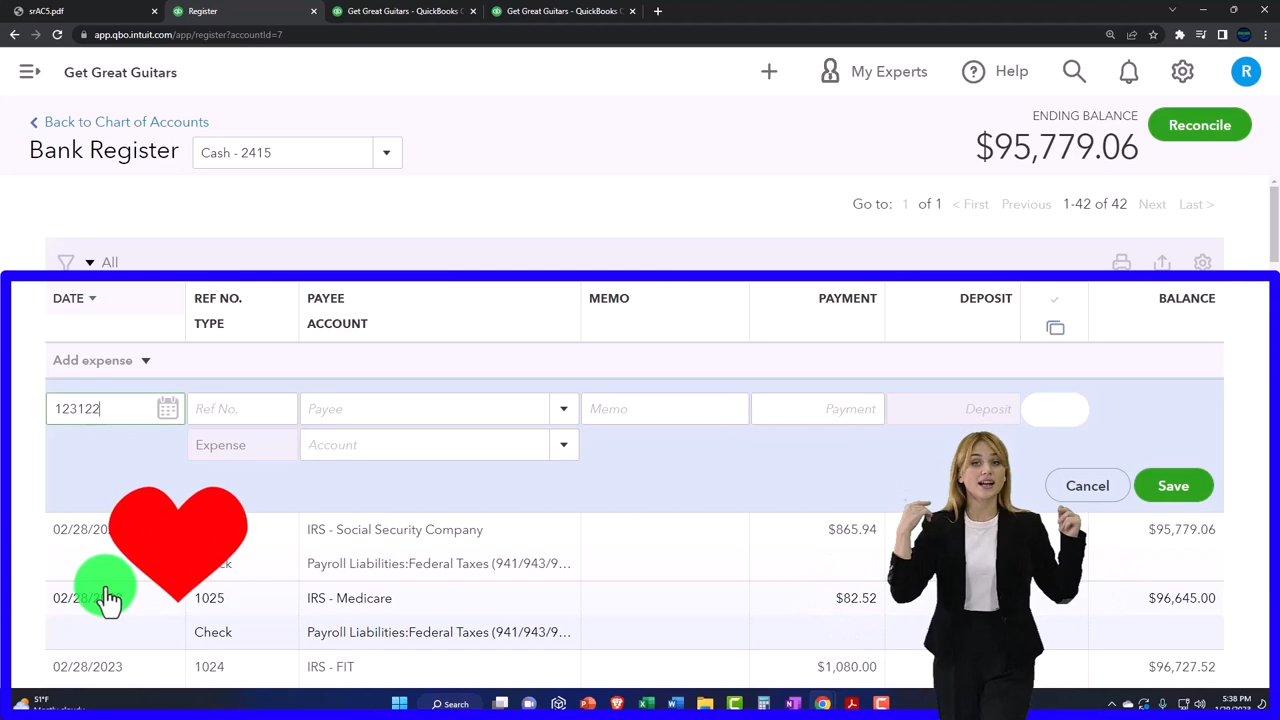 srAC5.pdf × Register × Get Great Guitars - QuickBooks C × Get Great Guitars - QuickBooks C × +
app.qbo.intuit.com/app/register?accountId=7
Get Great Guitars
My Experts
Help
R
Back to Chart of Accounts
Bank Register
Cash - 2415
ENDING BALANCE
$95,779.06
Reconcile
Go to: 1 of 1 < First Previous 1-42 of 42 Next Last >
All
DATE REF NO. PAYEE MEMO PAYMENT DEPOSIT BALANCE
TYPE ACCOUNT
Add expense
123122 Ref No. Payee Memo Payment Deposit
Expense Account
Cancel Save
IRS - Social Security Company $865.94 $95,779.06
Payroll Liabilities:Federal Taxes (941/943/9...
1025 IRS - Medicare $82.52 $96,645.00
Check Payroll Liabilities:Federal Taxes (941/943/9...
02/28/2023 1024 IRS - FIT $1,080.00 $96,727.52
51°F
Mostly cloudy
Search
5:38 PM
1/28/2023